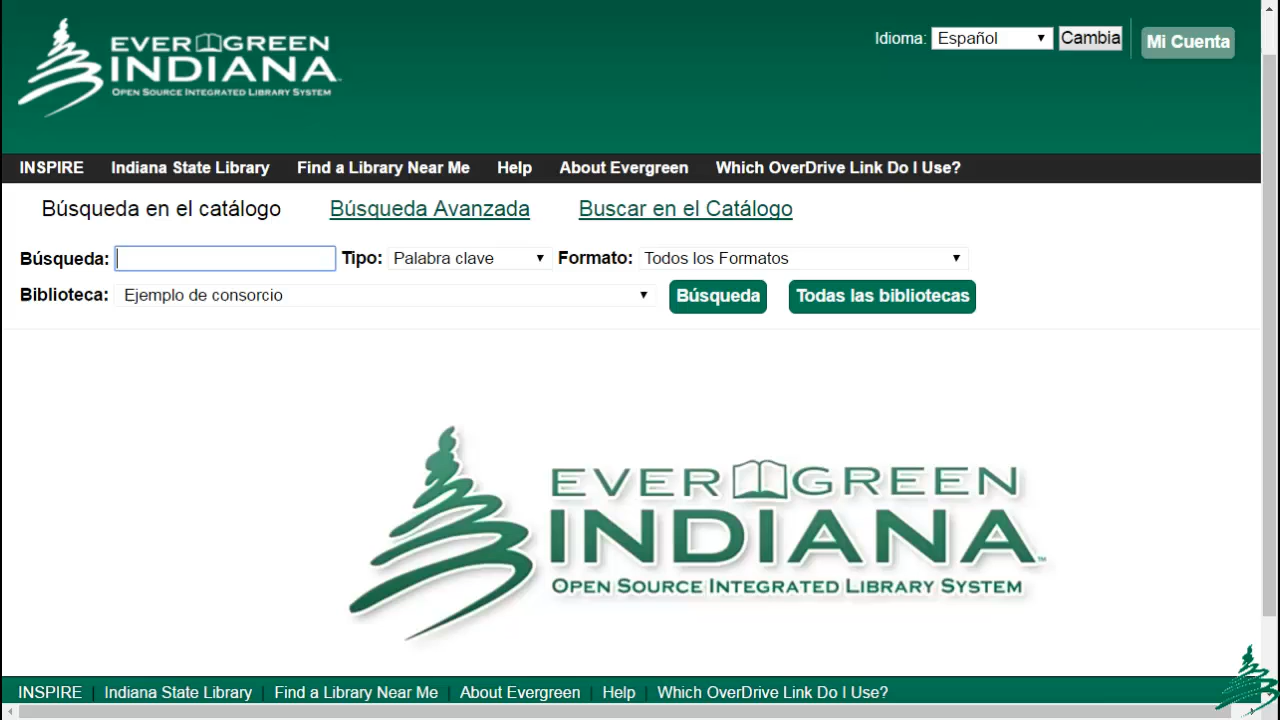 EVERGREEN
INDIANA
OPEN SOURCE INTEGRATED LIBRARY SYSTEM
Idioma: Español Cambia Mi Cuenta
INSPIRE Indiana State Library Find a Library Near Me Help About Evergreen Which OverDrive Link Do I Use?
Búsqueda en el catálogo Búsqueda Avanzada Buscar en el Catálogo
Búsqueda: Tipo: Palabra clave Formato: Todos los Formatos
Biblioteca: Ejemplo de consorcio Búsqueda Todas las bibliotecas
EVERGREEN
INDIANA™
OPEN SOURCE INTEGRATED LIBRARY SYSTEM
INSPIRE | Indiana State Library | Find a Library Near Me | About Evergreen | Help | Which OverDrive Link Do I Use?